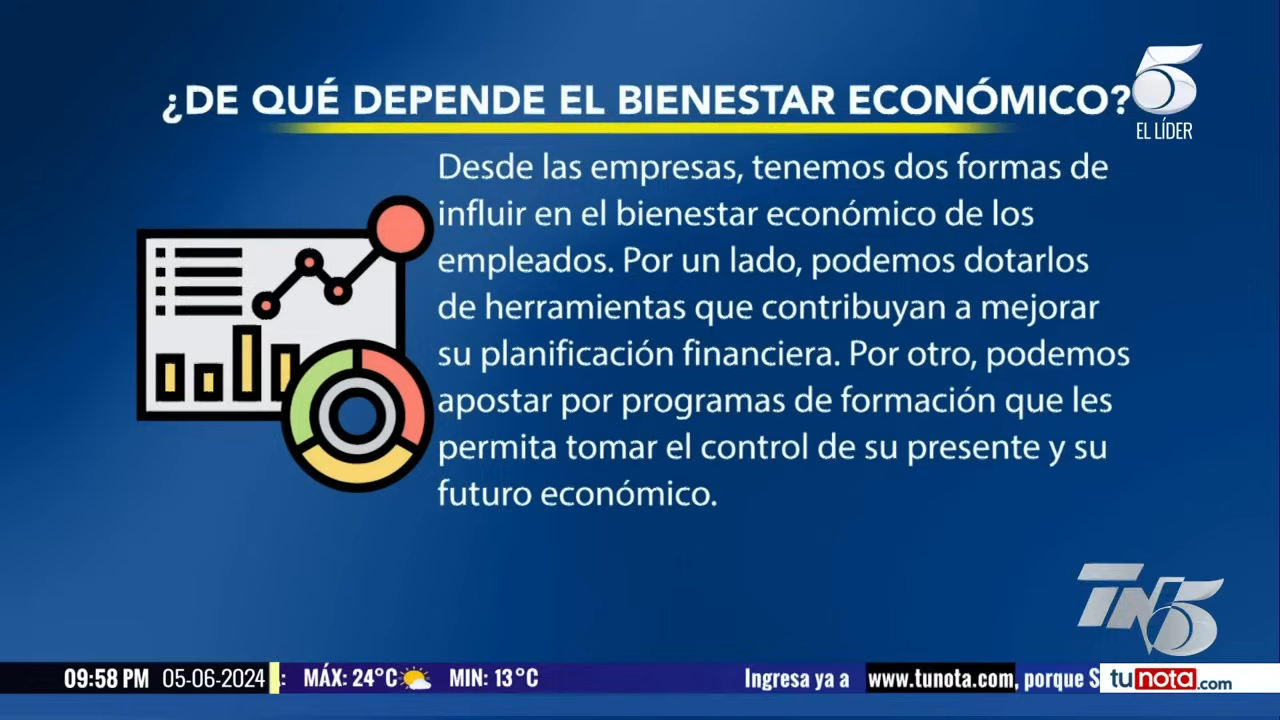 ¿DE QUÉ DEPENDE EL BIENESTAR ECONÓMICO?
5
EL LÍDER
Desde las empresas, tenemos dos formas de
influir en el bienestar económico de los
empleados. Por un lado, podemos dotarlos
de herramientas que contribuyan a mejorar
su planificación financiera. Por otro, podemos
apostar por programas de formación que les
permita tomar el control de su presente y su
futuro económico.
TN5
09:58 PM 05-06-2024 : MÁX: 24°C MIN: 13°C Ingresa ya a www.tunota.com, porque S tunota.com